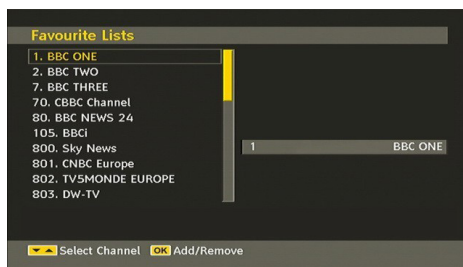 Favourite Lists
1. BBC ONE
2. BBC TWO
7. BBC THREE
70. CBBC Channel
80. BBC NEWS 24
105. BBCi
800. Sky News
801. CNBC Europe
802. TV5MONDE EUROPE
803. DW-TV
1 BBC ONE
Select Channel OK Add/Remove